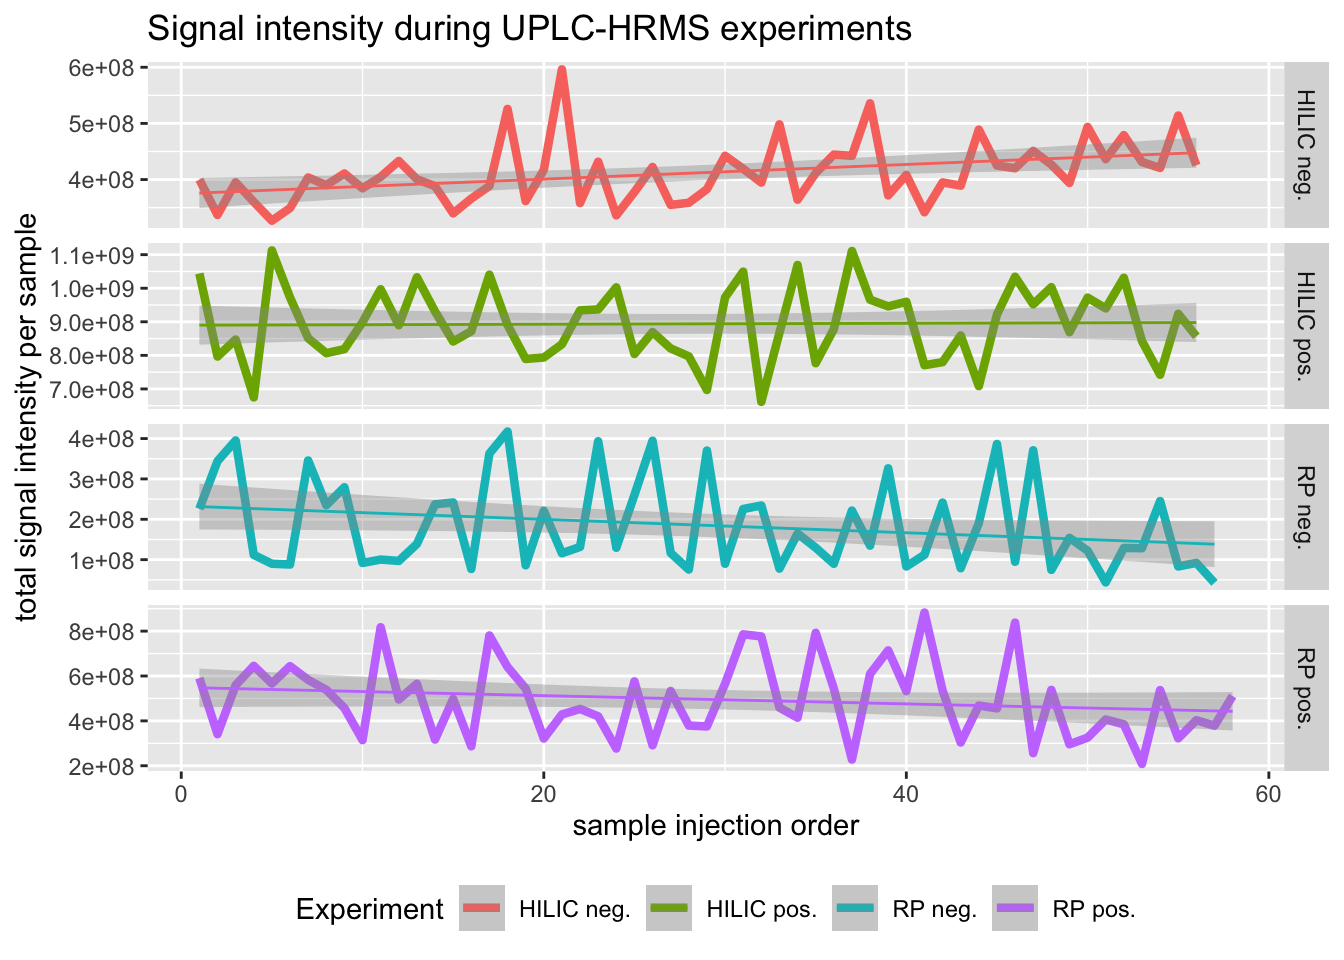 Signal intensity during UPLC-HRMS experiments
total signal intensity per sample
6e+08
5e+08
4e+08
HILIC neg.
1.1e+09
1.0e+09
9.0e+08
8.0e+08
7.0e+08
HILIC pos.
4e+08
3e+08
2e+08
1e+08
RP neg.
8e+08
6e+08
4e+08
2e+08
RP pos.
0 20 40 60
sample injection order
Experiment HILIC neg. HILIC pos. RP neg. RP pos.